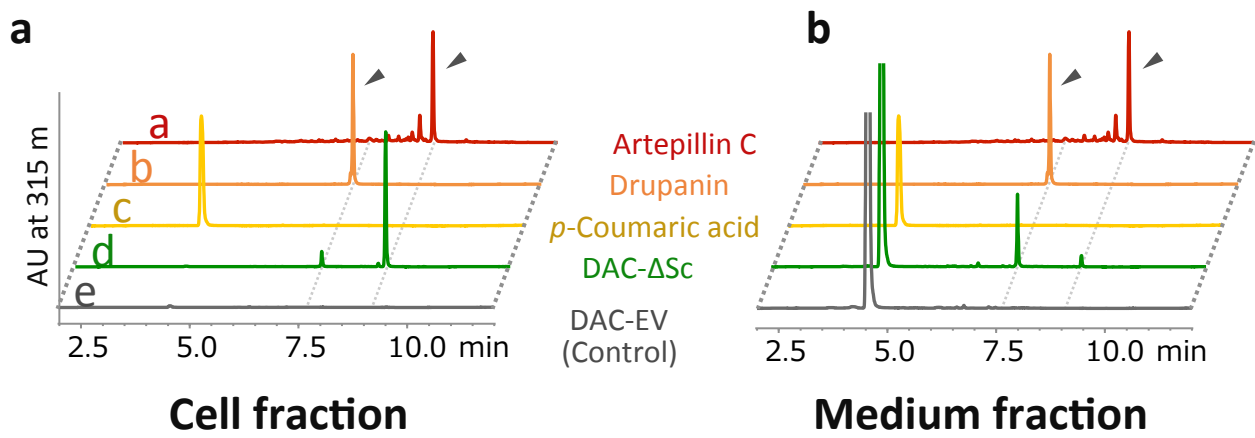 a
b
AU at 315 m
a
b
c
d
e
Artepillin C
Drupanin
p-Coumaric acid
DAC-ΔSc
DAC-EV
(Control)
2.5 5.0 7.5 10.0 min
2.5 5.0 7.5 10.0 min
Cell fraction
Medium fraction